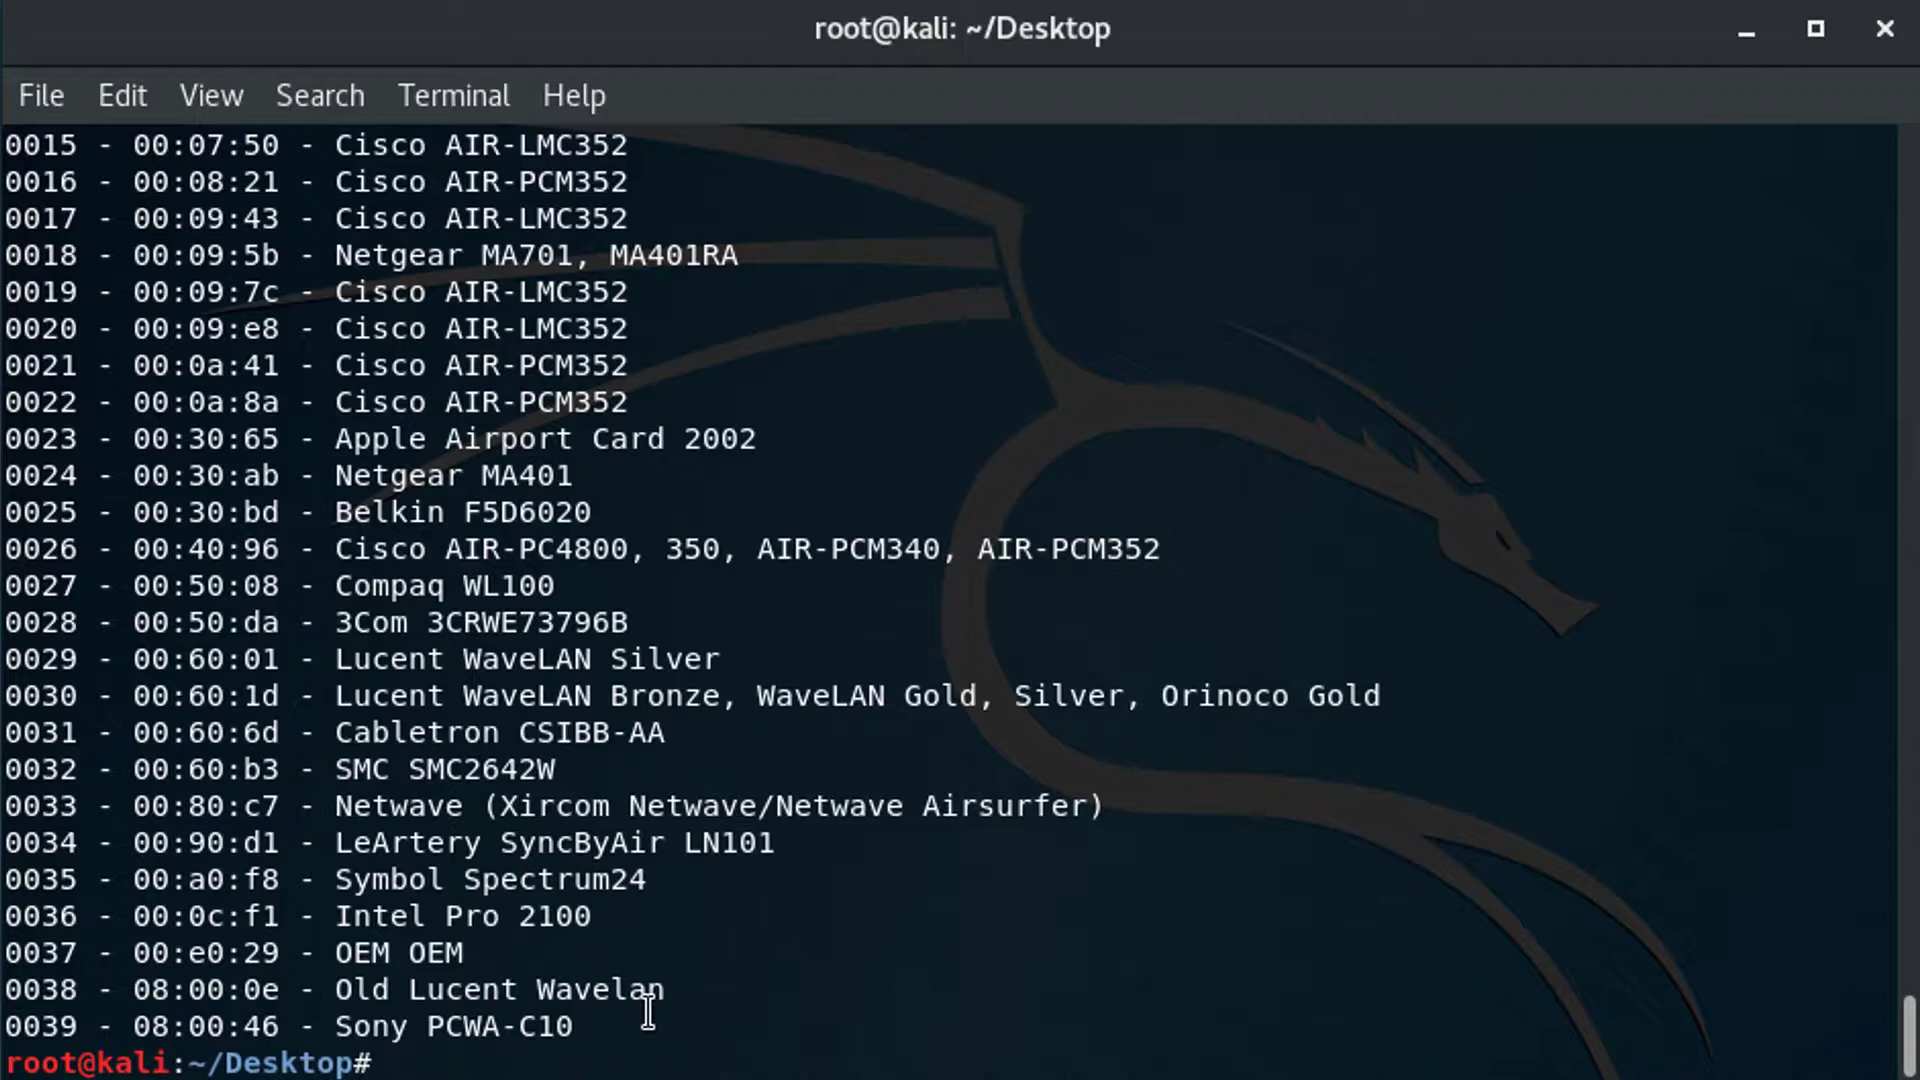 root@kali: ~/Desktop
File Edit View Search Terminal Help
0015 - 00:07:50 - Cisco AIR-LMC352
0016 - 00:08:21 - Cisco AIR-PCM352
0017 - 00:09:43 - Cisco AIR-LMC352
0018 - 00:09:5b - Netgear MA701, MA401RA
0019 - 00:09:7c - Cisco AIR-LMC352
0020 - 00:09:e8 - Cisco AIR-LMC352
0021 - 00:0a:41 - Cisco AIR-PCM352
0022 - 00:0a:8a - Cisco AIR-PCM352
0023 - 00:30:65 - Apple Airport Card 2002
0024 - 00:30:ab - Netgear MA401
0025 - 00:30:bd - Belkin F5D6020
0026 - 00:40:96 - Cisco AIR-PC4800, 350, AIR-PCM340, AIR-PCM352
0027 - 00:50:08 - Compaq WL100
0028 - 00:50:da - 3Com 3CRWE73796B
0029 - 00:60:01 - Lucent WaveLAN Silver
0030 - 00:60:1d - Lucent WaveLAN Bronze, WaveLAN Gold, Silver, Orinoco Gold
0031 - 00:60:6d - Cabletron CSIBB-AA
0032 - 00:60:b3 - SMC SMC2642W
0033 - 00:80:c7 - Netwave (Xircom Netwave/Netwave Airsurfer)
0034 - 00:90:d1 - LeArtery SyncByAir LN101
0035 - 00:a0:f8 - Symbol Spectrum24
0036 - 00:0c:f1 - Intel Pro 2100
0037 - 00:e0:29 - OEM OEM
0038 - 08:00:0e - Old Lucent Wavelan
0039 - 08:00:46 - Sony PCWA-C10
root@kali:~/Desktop#